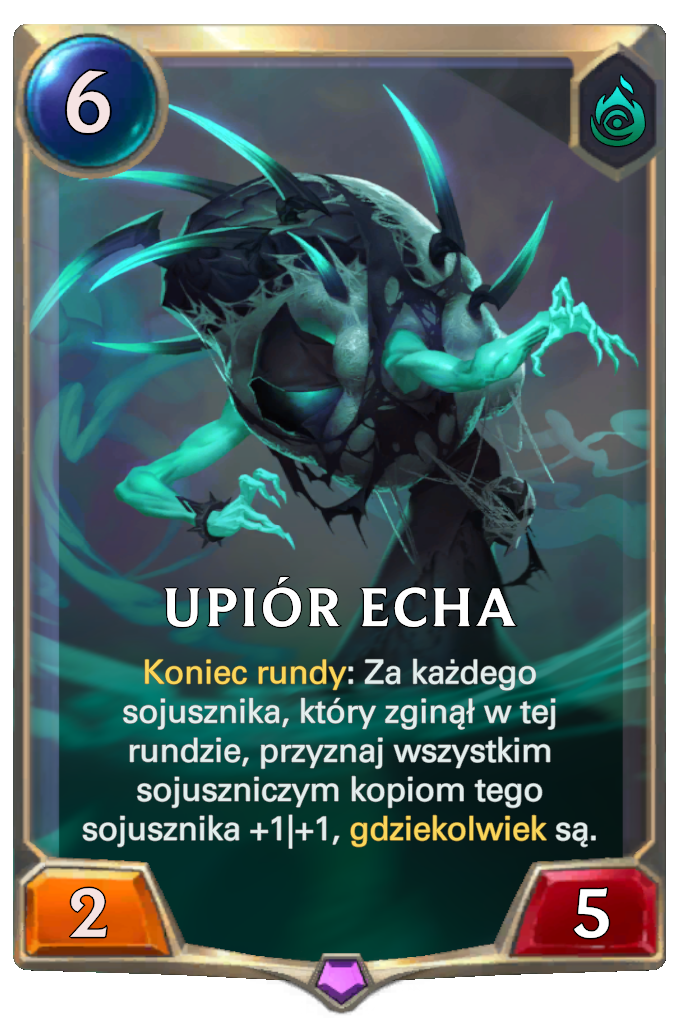 6
UPIÓR ECHA
Koniec rundy: Za każdego
sojusznika, który zginął w tej
rundzie, przyznaj wszystkim
sojuszniczym kopiom tego
sojusznika +1|+1, gdziekolwiek są.
2
5